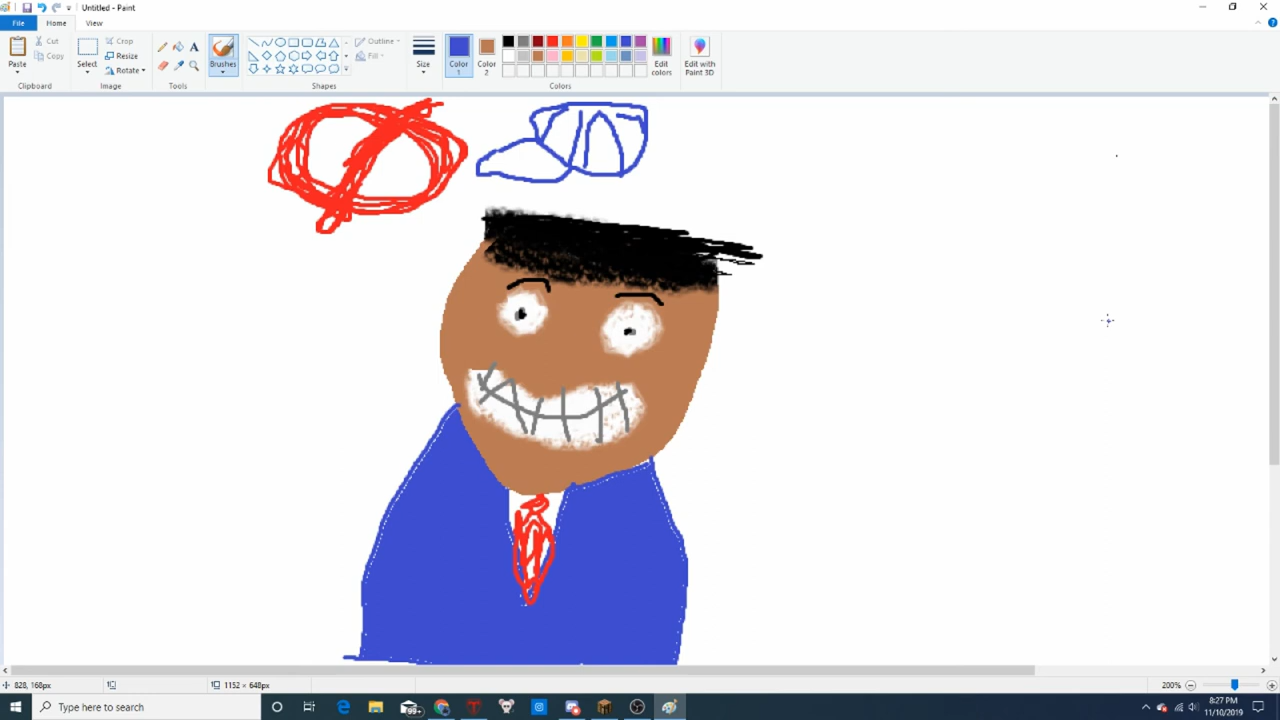 Untitled - Paint
File Home View
Paste Cut Copy Clipboard
Select Crop Resize Rotate Image
Tools
Brushes
Shapes Outline Fill
Size
Color 1 Color 2 Edit colors Colors
Edit with Paint 3D
828, 168px 1152 × 648px 200%
Type here to search 99+ 8:27 PM
11/10/2019